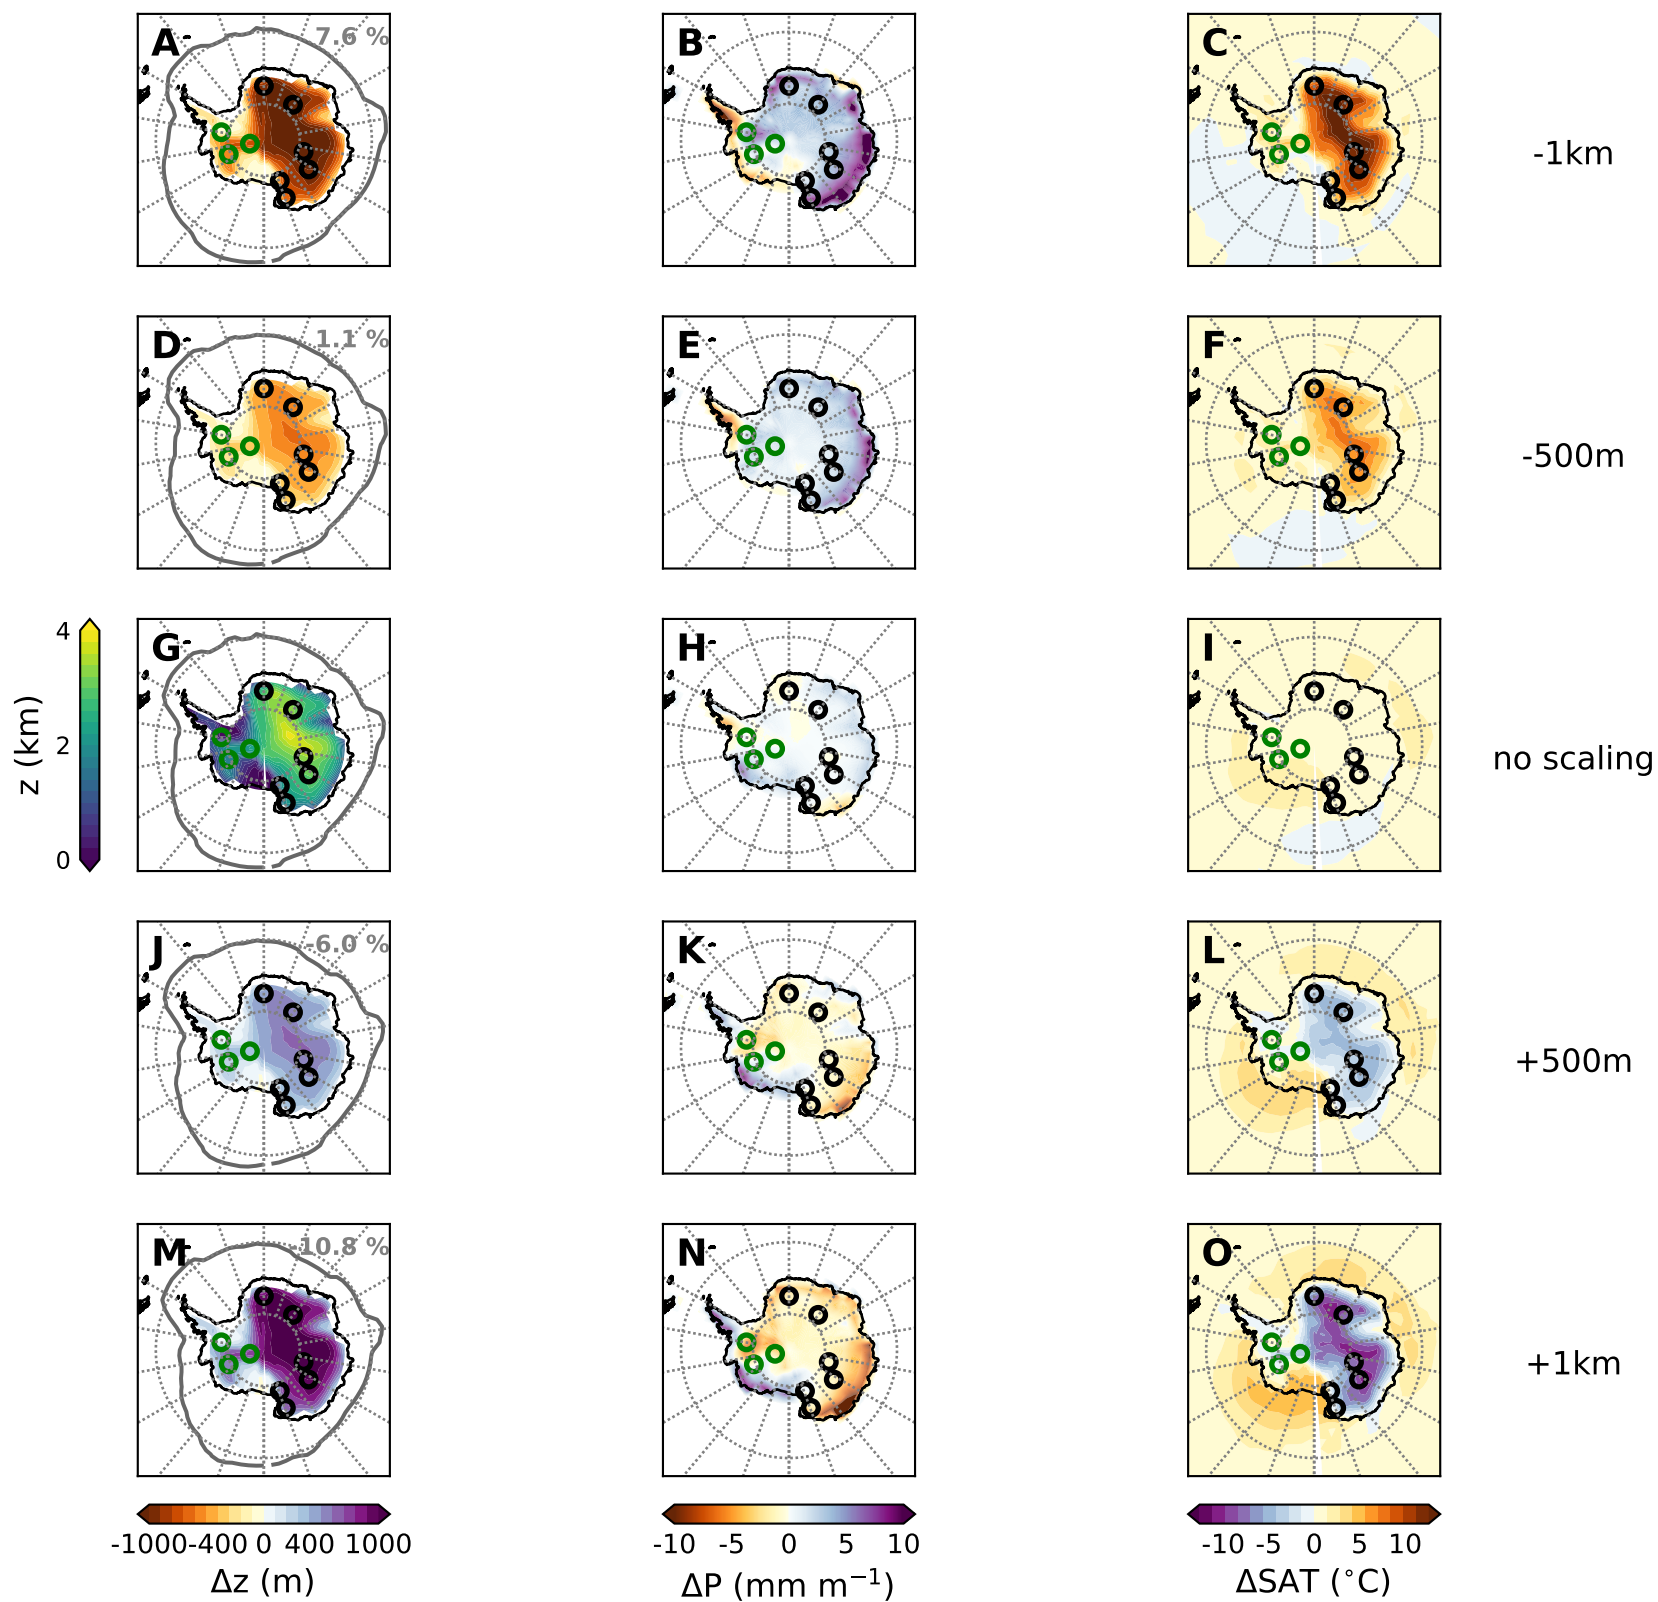 A
7.6 %
B
C
-1km
D
1.1 %
E
F
-500m
4
2
0
z (km)
G
H
I
no scaling
J
-6.0 %
K
L
+500m
M
-10.8 %
N
O
+1km
-1000 -400 0 400 1000
Δz (m)
-10 -5 0 5 10
ΔP (mm m⁻¹)
-10 -5 0 5 10
ΔSAT (°C)